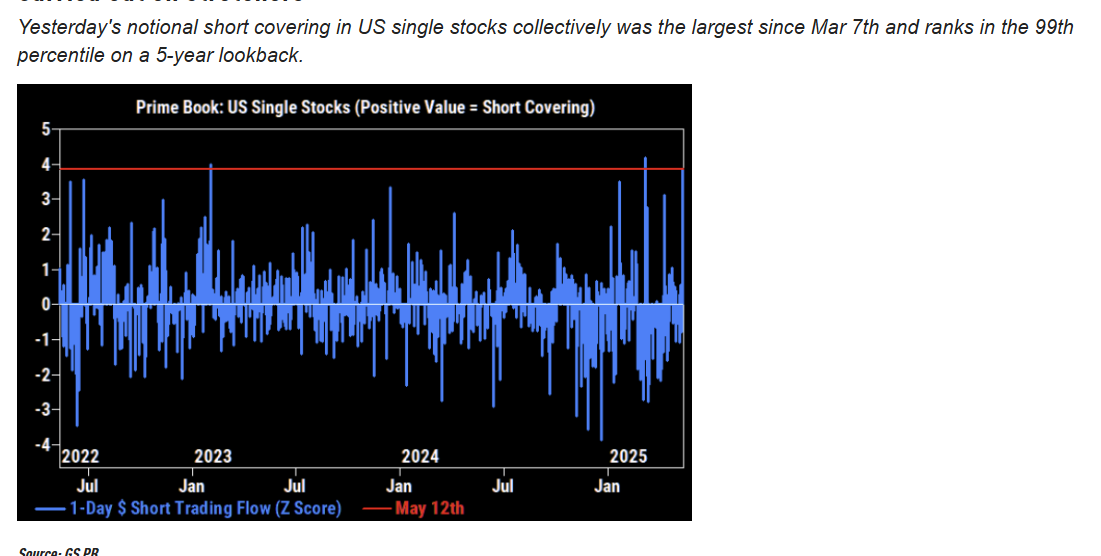 Yesterday's notional short covering in US single stocks collectively was the largest since Mar 7th and ranks in the 99th
percentile on a 5-year lookback.
Prime Book: US Single Stocks (Positive Value = Short Covering)
5
4
3
2
1
0
-1
-2
-3
-4
2022 2023 2024 2025
Jul Jan Jul Jan Jul Jan
1-Day $ Short Trading Flow (Z Score) May 12th
Source: GS PB